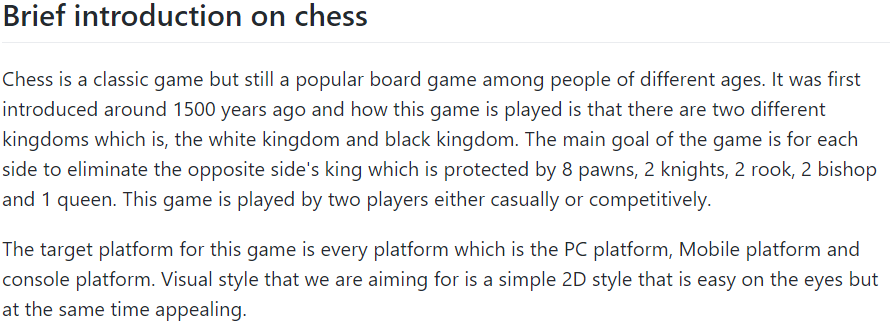 Brief introduction on chess
Chess is a classic game but still a popular board game among people of different ages. It was first
introduced around 1500 years ago and how this game is played is that there are two different
kingdoms which is, the white kingdom and black kingdom. The main goal of the game is for each
side to eliminate the opposite side's king which is protected by 8 pawns, 2 knights, 2 rook, 2 bishop
and 1 queen. This game is played by two players either casually or competitively.
The target platform for this game is every platform which is the PC platform, Mobile platform and
console platform. Visual style that we are aiming for is a simple 2D style that is easy on the eyes but
at the same time appealing.